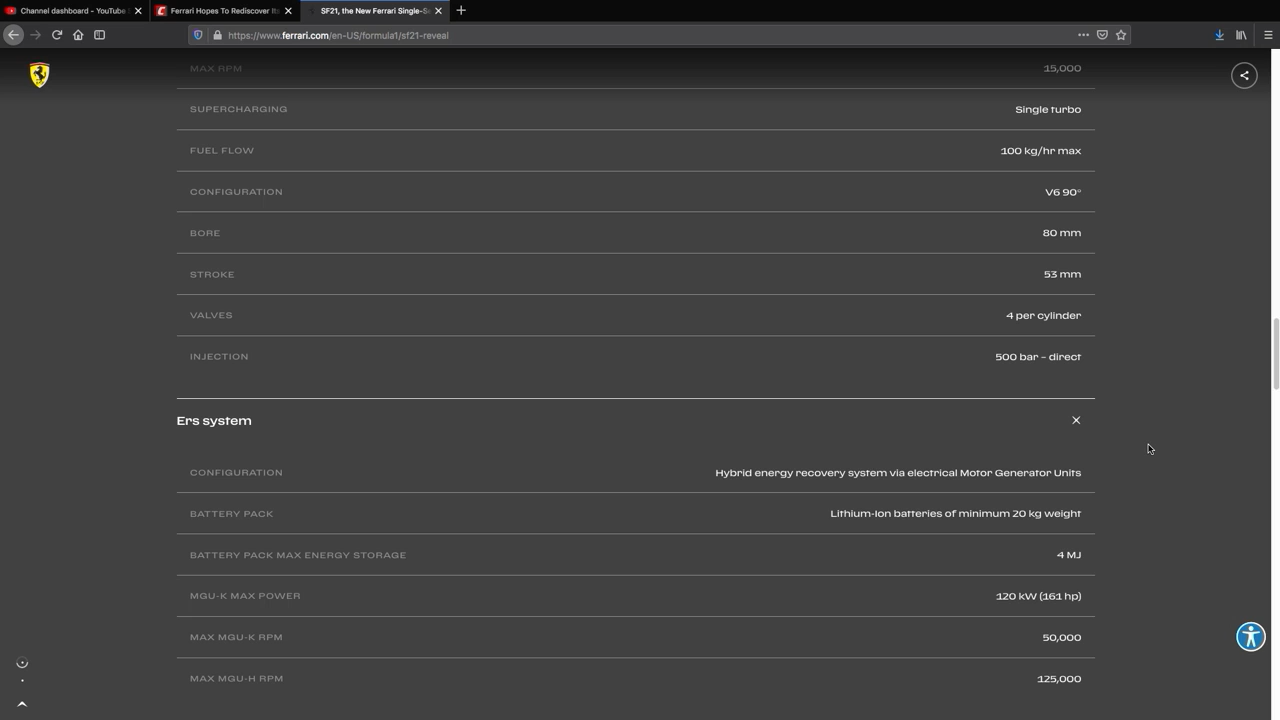 Channel dashboard - YouTube
Ferrari Hopes To Rediscover It
SF21, the New Ferrari Single-Se
https://www.ferrari.com/en-US/formula1/sf21-reveal
MAX RPM 15,000
SUPERCHARGING Single turbo
FUEL FLOW 100 kg/hr max
CONFIGURATION V6 90°
BORE 80 mm
STROKE 53 mm
VALVES 4 per cylinder
INJECTION 500 bar – direct
Ers system
CONFIGURATION Hybrid energy recovery system via electrical Motor Generator Units
BATTERY PACK Lithium-Ion batteries of minimum 20 kg weight
BATTERY PACK MAX ENERGY STORAGE 4 MJ
MGU-K MAX POWER 120 kW (161 hp)
MAX MGU-K RPM 50,000
MAX MGU-H RPM 125,000